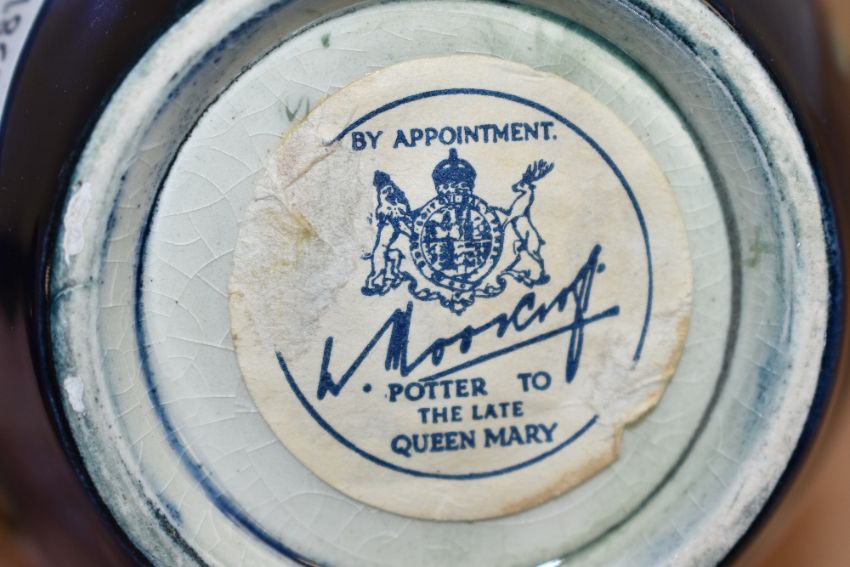 BY APPOINTMENT.
W. Moorcroft.
POTTER TO
THE LATE
QUEEN MARY